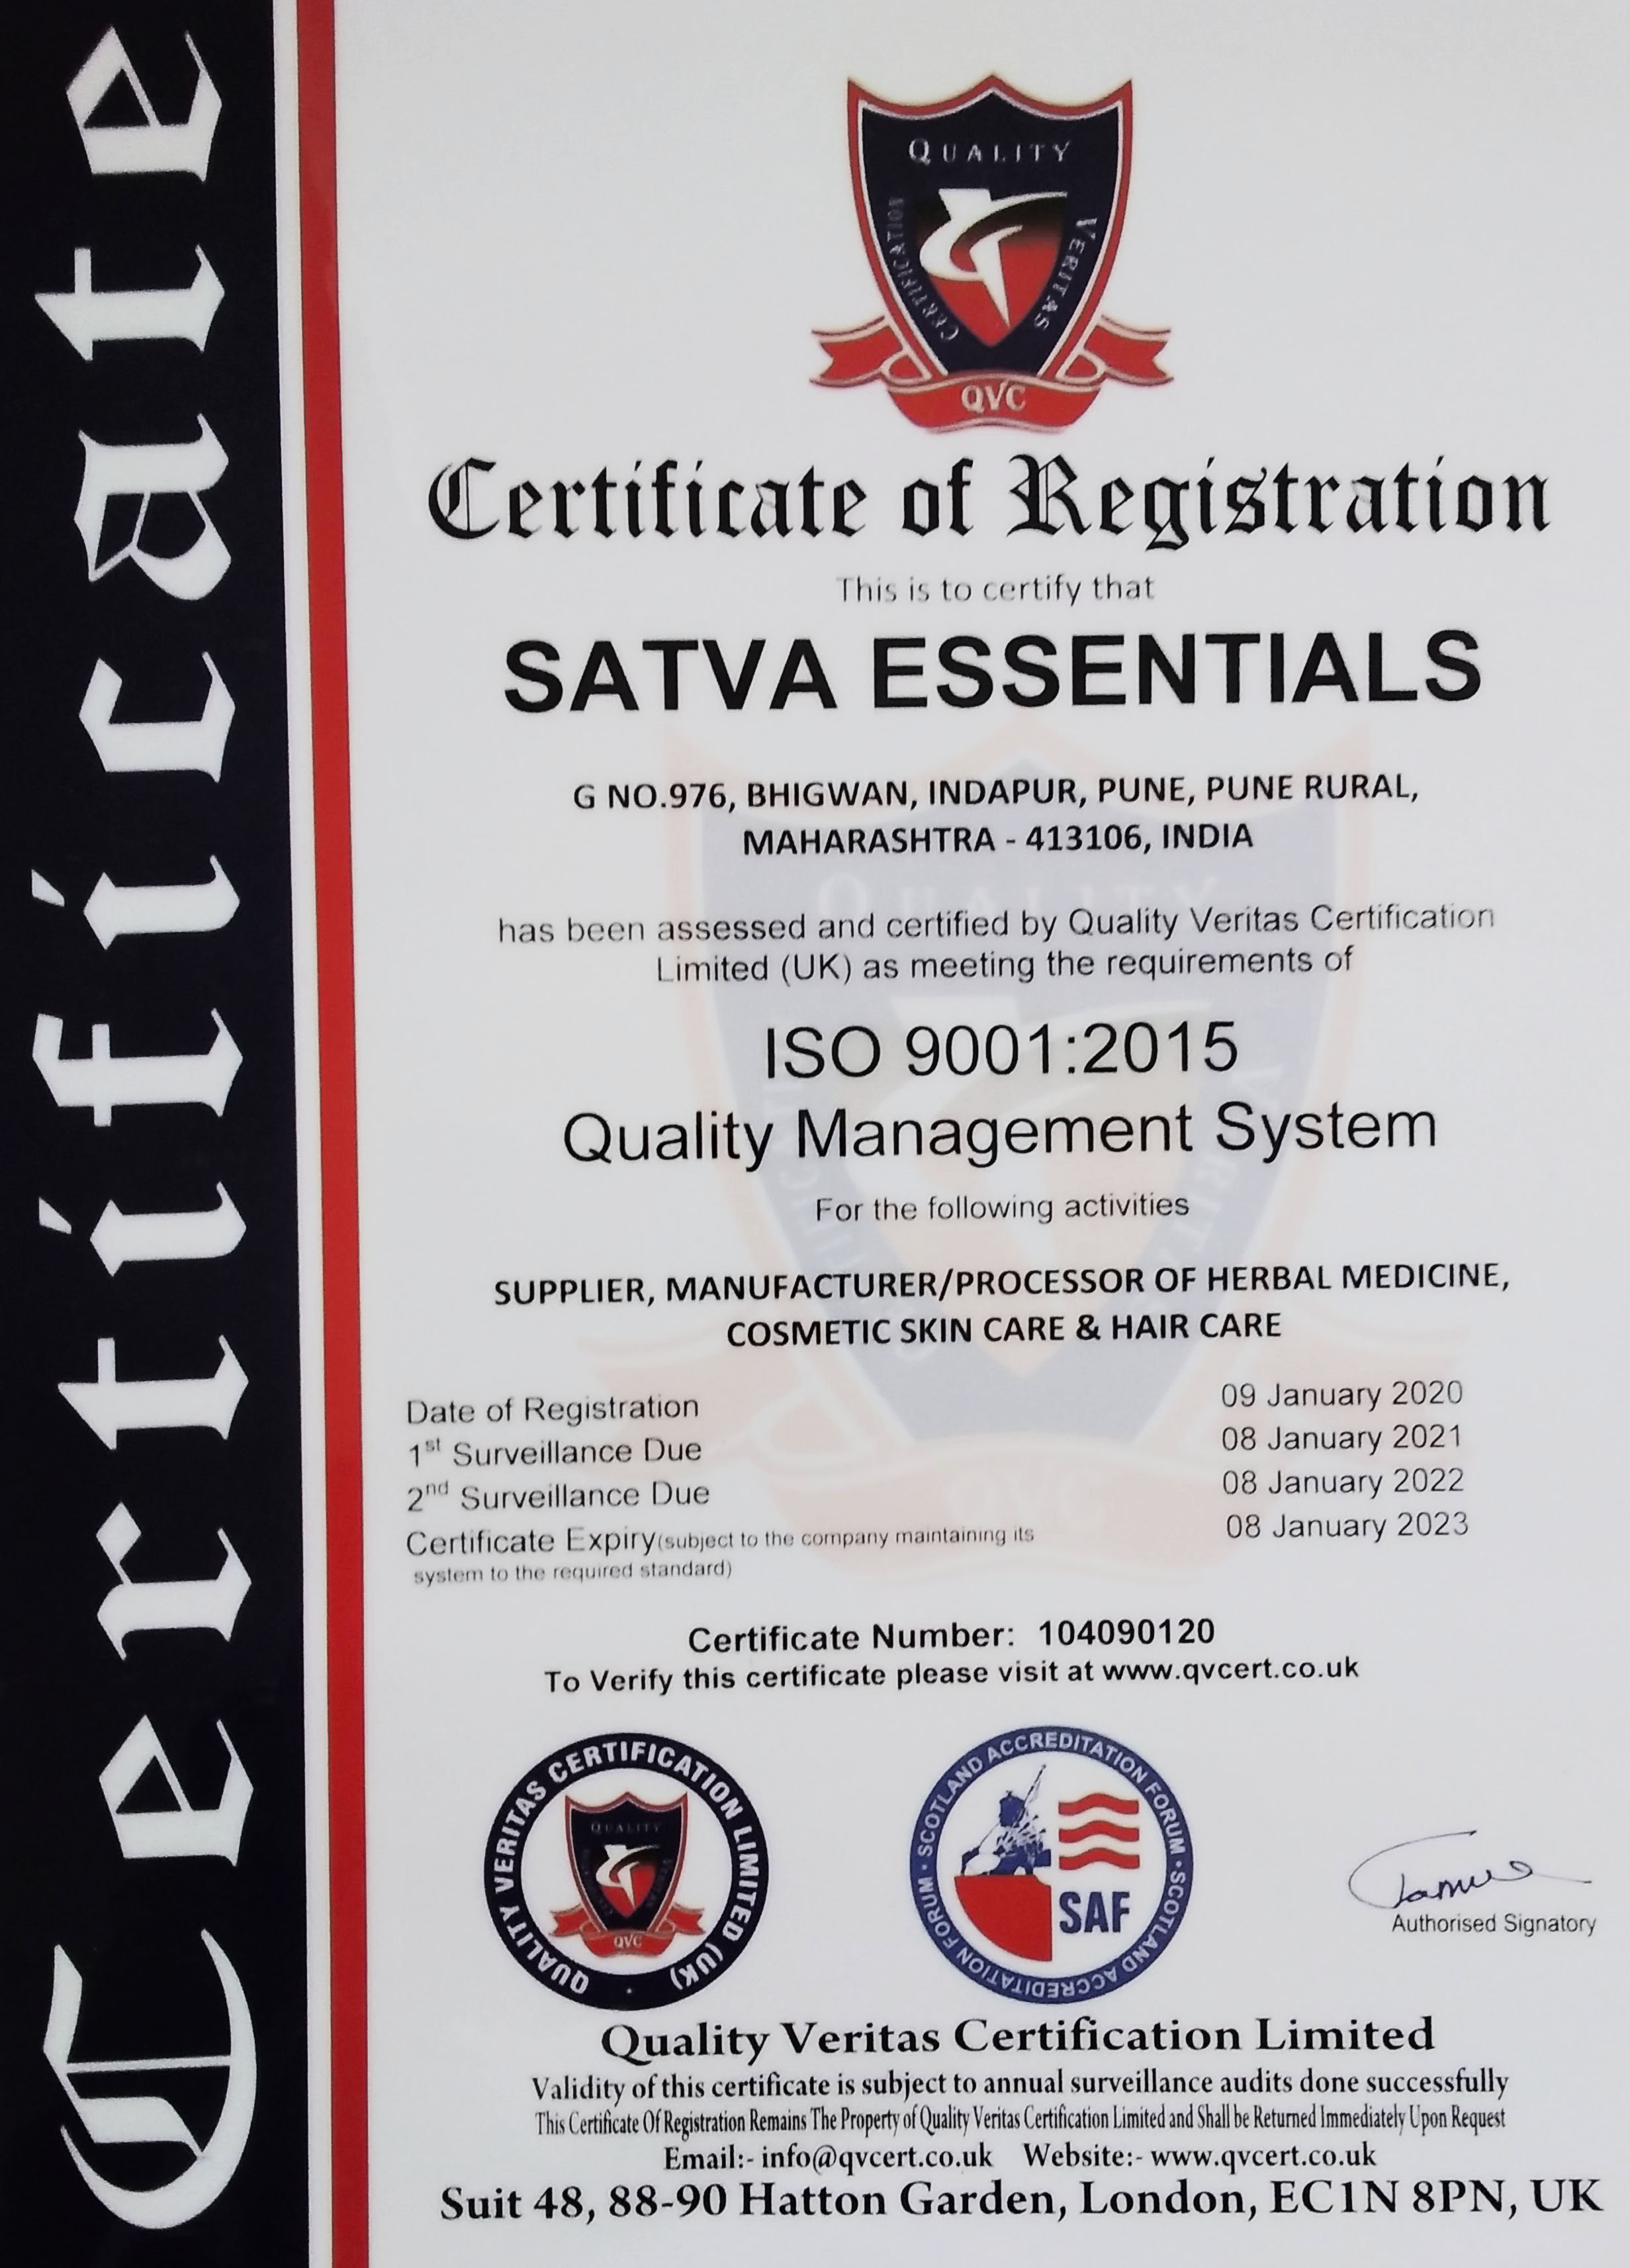 Certificate
QUALITY
VERITAS
CERTIFICATION
QVC
Certificate of Registration
This is to certify that
SATVA ESSENTIALS
G NO.976, BHIGWAN, INDAPUR, PUNE, PUNE RURAL,
MAHARASHTRA - 413106, INDIA
has been assessed and certified by Quality Veritas Certification
Limited (UK) as meeting the requirements of
ISO 9001:2015
Quality Management System
For the following activities
SUPPLIER, MANUFACTURER/PROCESSOR OF HERBAL MEDICINE,
COSMETIC SKIN CARE & HAIR CARE
Date of Registration 09 January 2020
1st Surveillance Due 08 January 2021
2nd Surveillance Due 08 January 2022
Certificate Expiry(subject to the company maintaining its 08 January 2023
system to the required standard)
Certificate Number: 104090120
To Verify this certificate please visit at www.qvcert.co.uk
QUALITY VERITAS CERTIFICATION LIMITED (UK)
QUALITY
QVC
SCOTLAND ACCREDITATION FORUM • SCOTLAND ACCREDITATION FORUM •
SAF
Authorised Signatory
Quality Veritas Certification Limited
Validity of this certificate is subject to annual surveillance audits done successfully
This Certificate Of Registration Remains The Property of Quality Veritas Certification Limited and Shall be Returned Immediately Upon Request
Email:- info@qvcert.co.uk Website:- www.qvcert.co.uk
Suit 48, 88-90 Hatton Garden, London, EC1N 8PN, UK